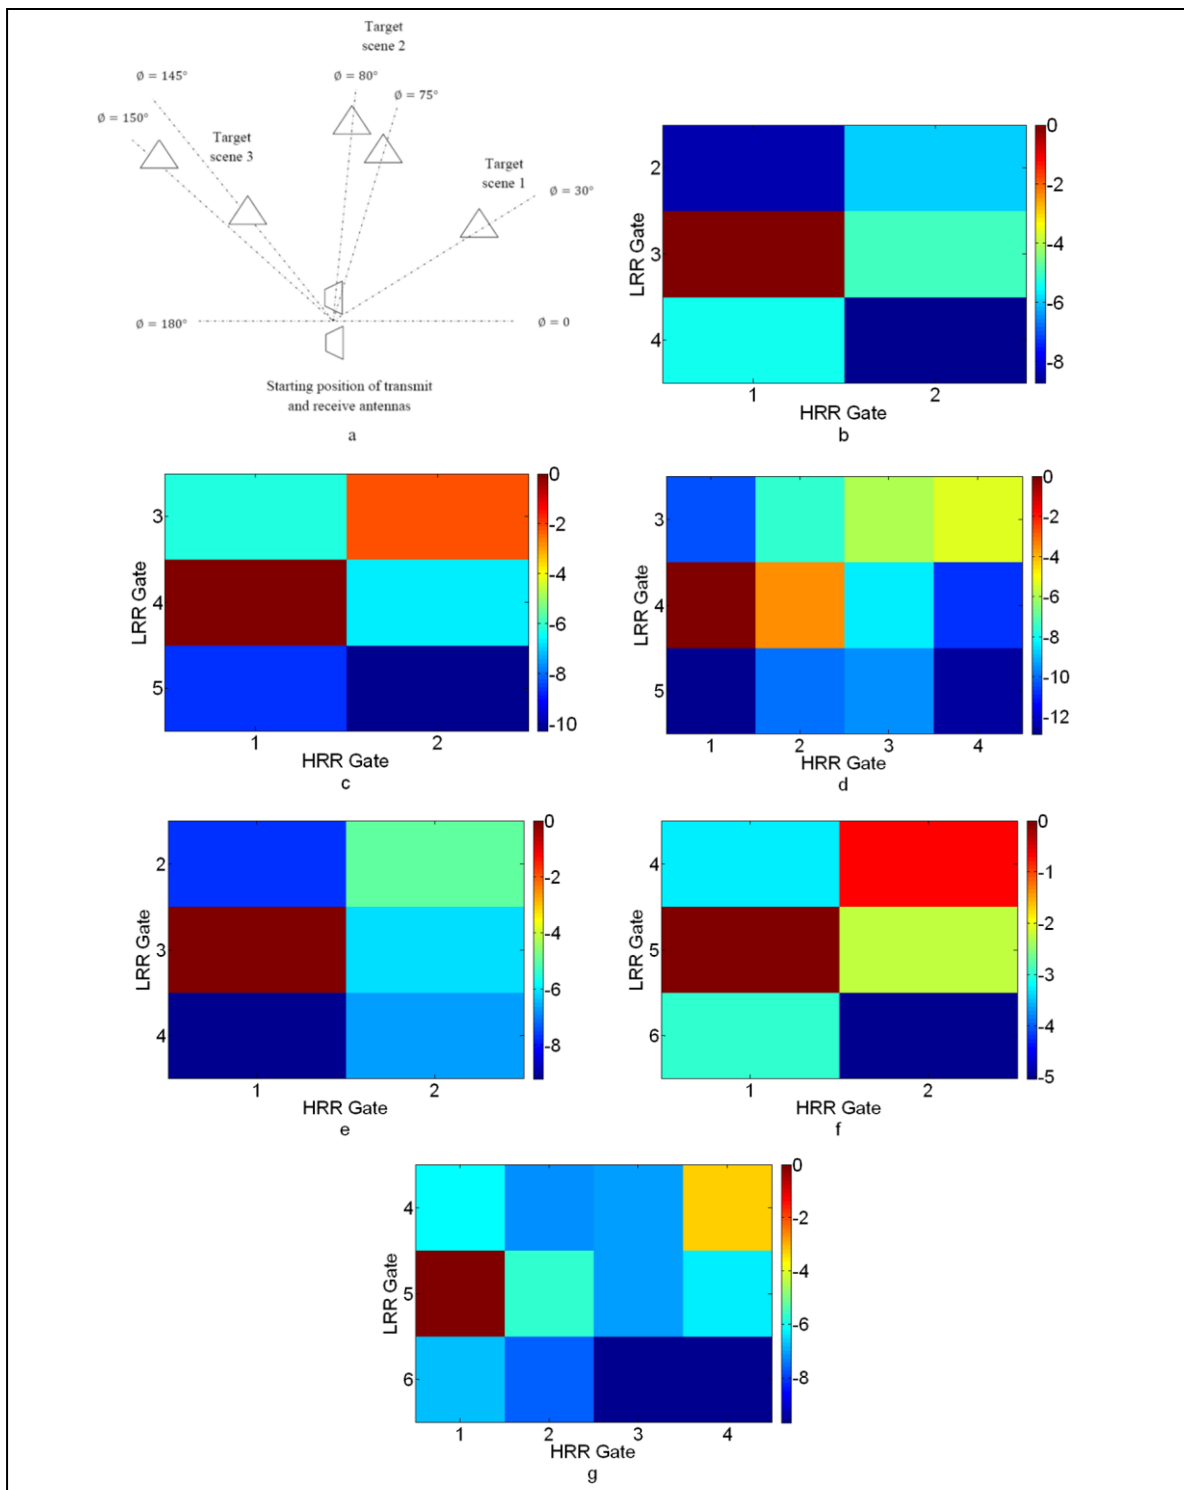 Target
scene 2
∅ = 145°
∅ = 80°
∅ = 75°
∅ = 150°
Target
scene 3
Target
scene 1
∅ = 30°
∅ = 180°
∅ = 0
Starting position of transmit
and receive antennas
a
LRR Gate
2
3
4
1 2
HRR Gate
0
-2
-4
-6
-8
b
LRR Gate
3
4
5
1 2
HRR Gate
0
-2
-4
-6
-8
-10
c
LRR Gate
3
4
5
1 2 3 4
HRR Gate
0
-2
-4
-6
-8
-10
-12
d
LRR Gate
2
3
4
1 2
HRR Gate
0
-2
-4
-6
-8
e
LRR Gate
4
5
6
1 2
HRR Gate
0
-1
-2
-3
-4
-5
f
LRR Gate
4
5
6
1 2 3 4
HRR Gate
0
-2
-4
-6
-8
g